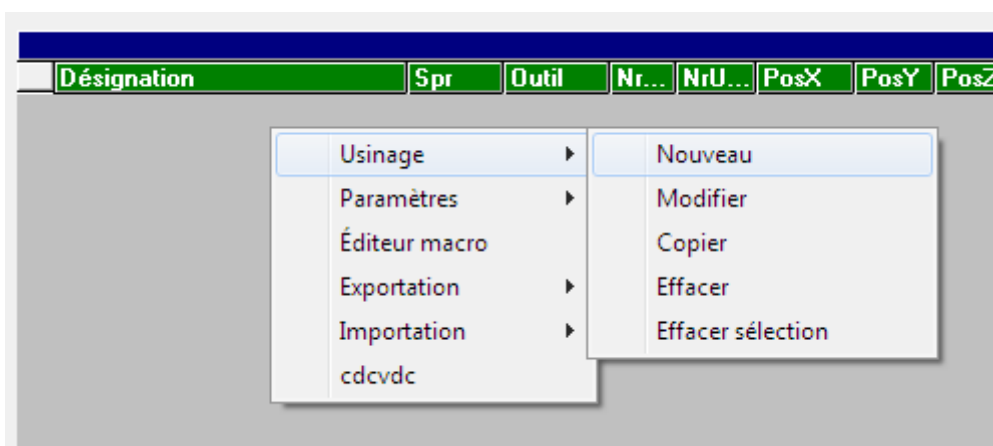 Désignation Spr Outil Nr... NrU... PosX PosY PosZ
Usinage
Paramètres
Éditeur macro
Exportation
Importation
cdcvdc
Nouveau
Modifier
Copier
Effacer
Effacer sélection